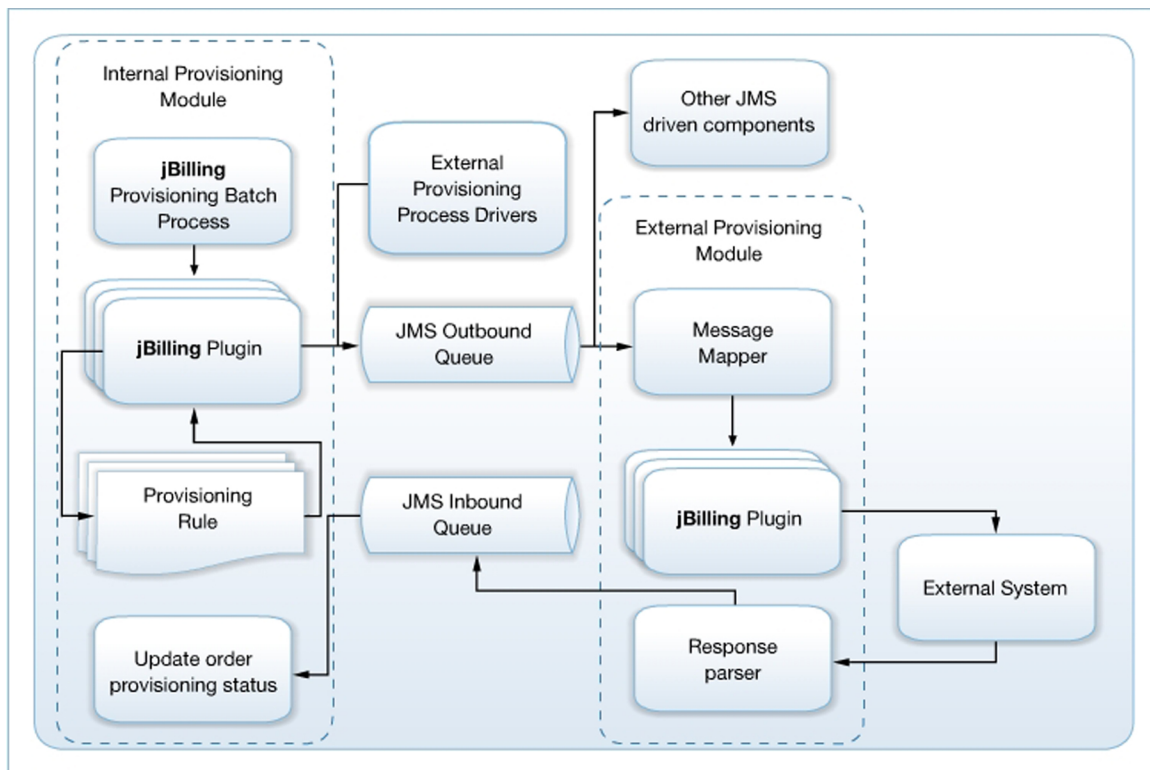 Internal Provisioning
Module
jBilling
Provisioning Batch
Process
jBilling Plugin
Provisioning
Rule
Update order
provisioning status
External
Provisioning
Process Drivers
JMS Outbound
Queue
JMS Inbound
Queue
Other JMS
driven components
External Provisioning
Module
Message
Mapper
jBilling Plugin
Response
parser
External System